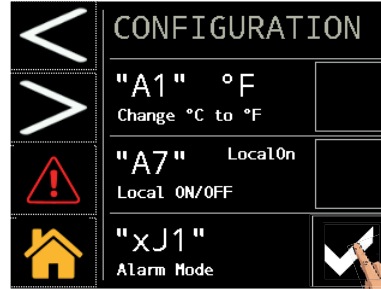 CONFIGURATION
"A1" °F
Change °C to °F
"A7" LocalOn
Local ON/OFF
"xJ1"
Alarm Mode